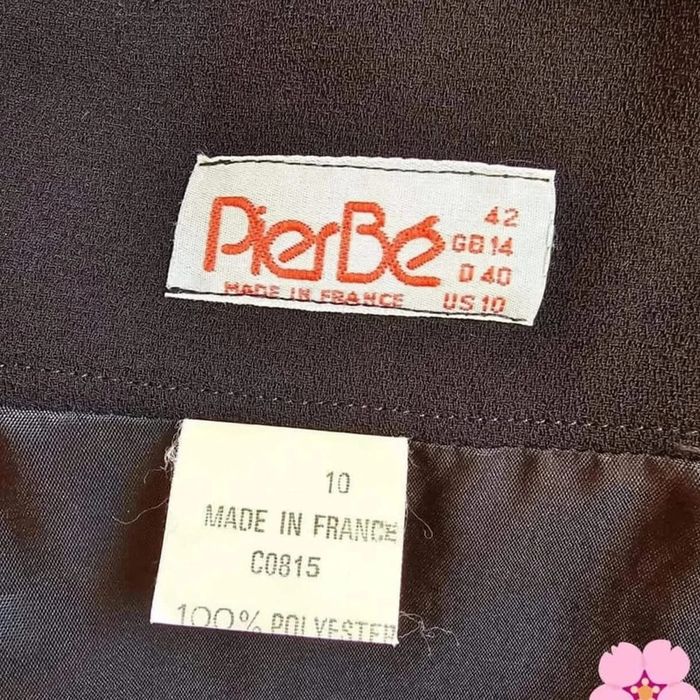 PierBé
MADE IN FRANCE
42
GB 14
D 40
US 10
10
MADE IN FRANCE
C0815
100% POLYESTER